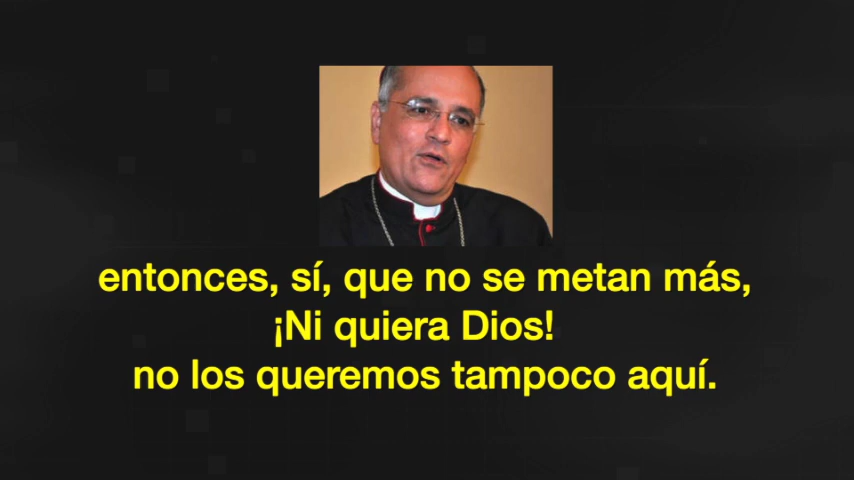 entonces, sí, que no se metan más,
¡Ni quiera Dios!
no los queremos tampoco aquí.